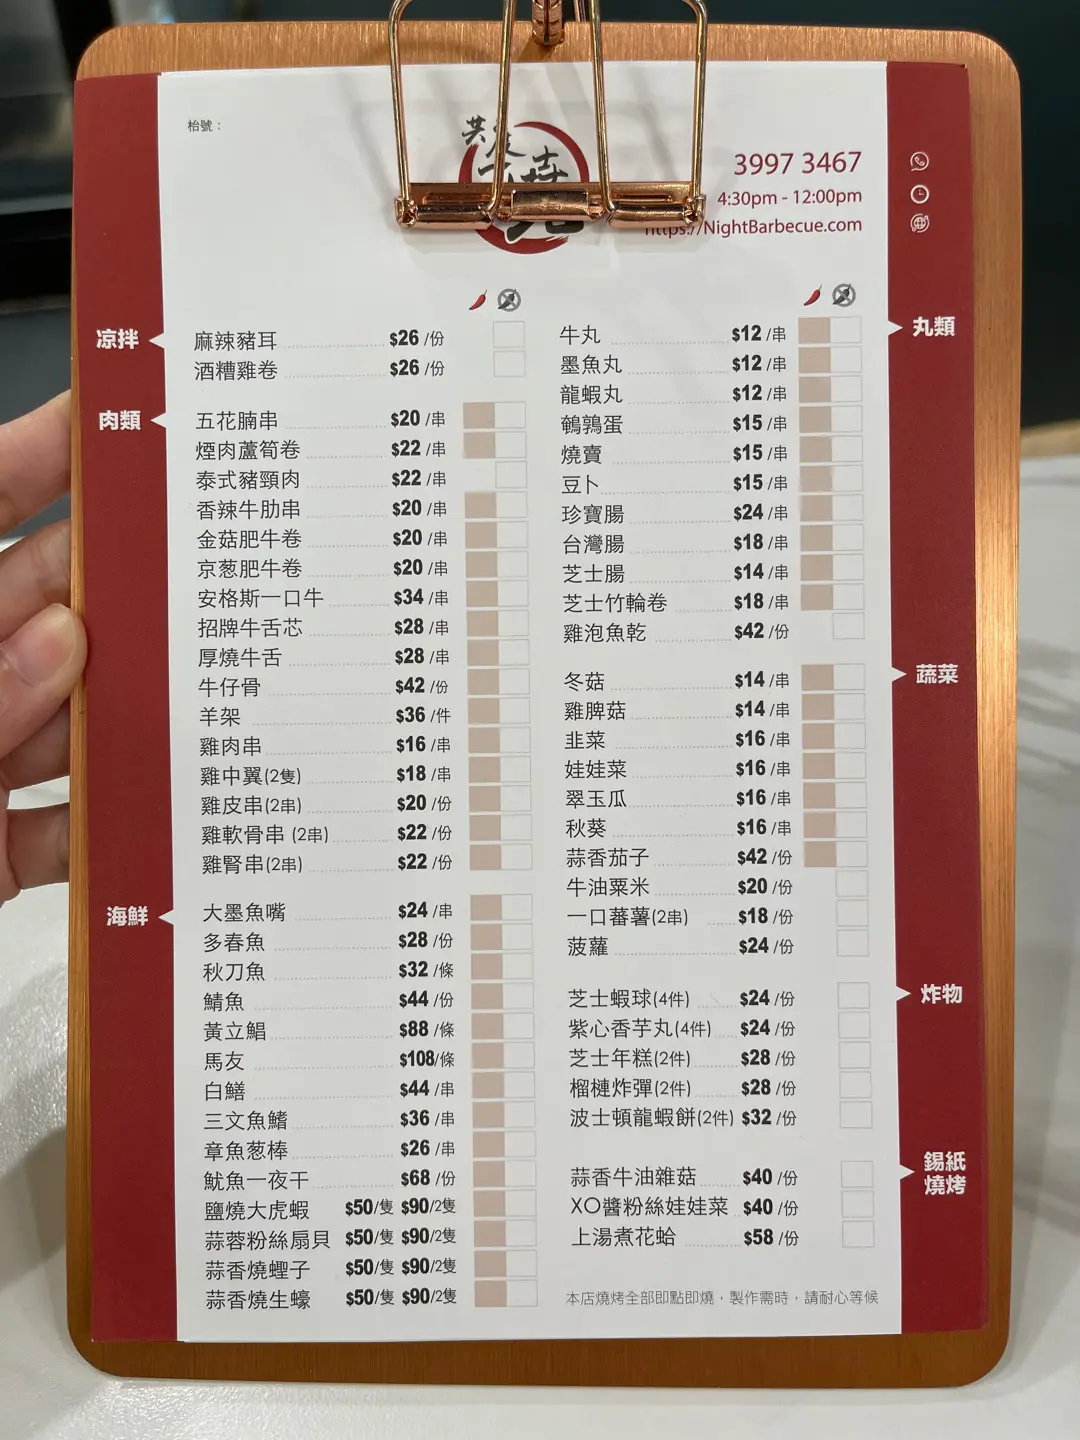 枱號：
3997 3467
4:30pm - 12:00pm
https://NightBarbecue.com
凉拌
麻辣豬耳 $26 /份
酒糟雞卷 $26 /份
肉類
五花腩串 $20 /串
煙肉蘆筍卷 $22 /串
泰式豬頸肉 $22 /串
香辣牛肋串 $20 /串
金菇肥牛卷 $20 /串
京葱肥牛卷 $20 /串
安格斯一口牛 $34 /串
招牌牛舌芯 $28 /串
厚燒牛舌 $28 /串
牛仔骨 $42 /份
羊架 $36 /件
雞肉串 $16 /串
雞中翼(2隻) $18 /串
雞皮串(2串) $20 /份
雞軟骨串 (2串) $22 /份
雞腎串(2串) $22 /份
海鮮
大墨魚嘴 $24 /串
多春魚 $28 /份
秋刀魚 $32 /條
鯖魚 $44 /份
黃立鯧 $88 /條
馬友 $108/條
白鱔 $44 /串
三文魚鰭 $36 /串
章魚葱棒 $26 /串
魷魚一夜干 $68 /份
鹽燒大虎蝦 $50/隻 $90/2隻
蒜蓉粉絲扇貝 $50/隻 $90/2隻
蒜香燒蟶子 $50/隻 $90/2隻
蒜香燒生蠔 $50/隻 $90/2隻
丸類
牛丸 $12 /串
墨魚丸 $12 /串
龍蝦丸 $12 /串
鵪鶉蛋 $15 /串
燒賣 $15 /串
豆卜 $15 /串
珍寶腸 $24 /串
台灣腸 $18 /串
芝士腸 $14 /串
芝士竹輪卷 $18 /串
雞泡魚乾 $42 /份
蔬菜
冬菇 $14 /串
雞脾菇 $14 /串
韭菜 $16 /串
娃娃菜 $16 /串
翠玉瓜 $16 /串
秋葵 $16 /串
蒜香茄子 $42 /份
牛油粟米 $20 /份
一口蕃薯(2串) $18 /份
菠蘿 $24 /份
炸物
芝士蝦球(4件) $24 /份
紫心香芋丸(4件) $24 /份
芝士年糕(2件) $28 /份
榴槤炸彈(2件) $28 /份
波士頓龍蝦餅(2件) $32 /份
錫紙
燒烤
蒜香牛油雜菇 $40 /份
XO醬粉絲娃娃菜 $40 /份
上湯煮花蛤 $58 /份
本店燒烤全部即點即燒，製作需時，請耐心等候